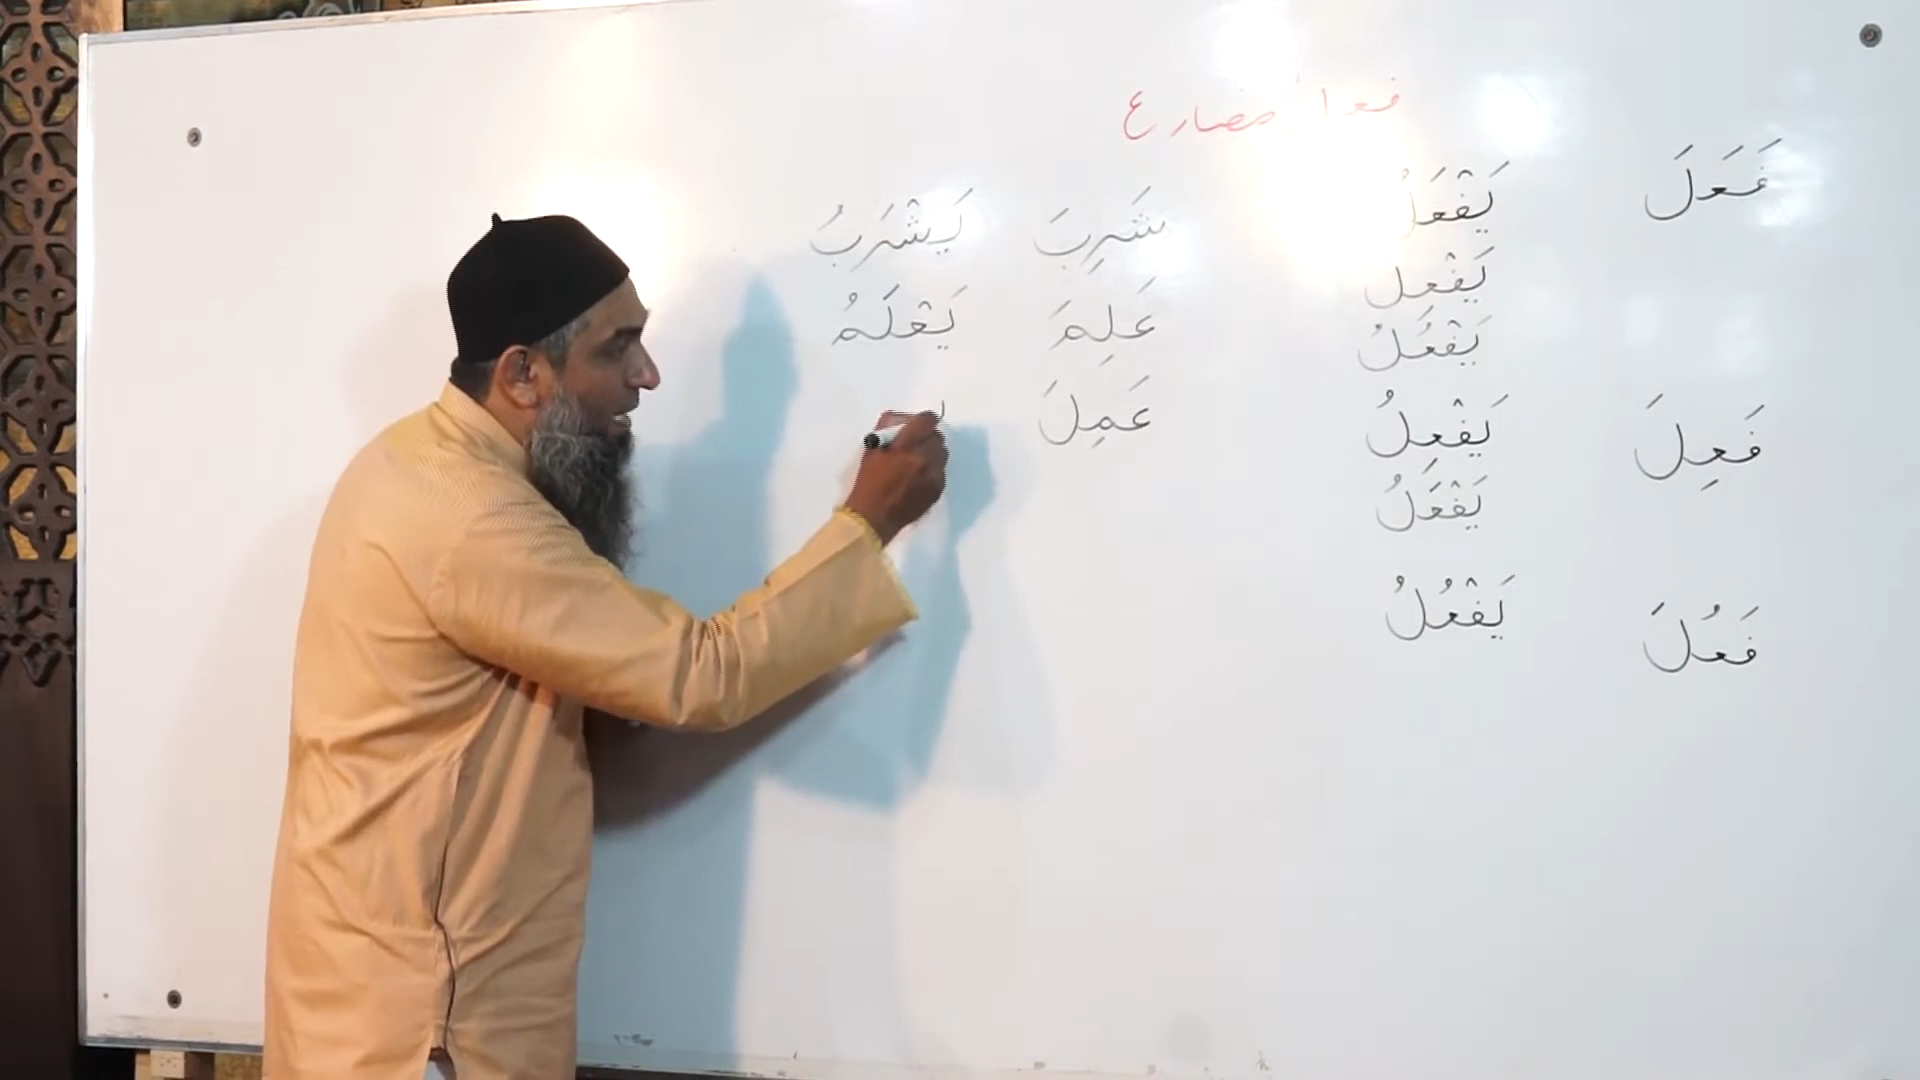 فعل مضارع
فَعَلَ يَفْعَلُ
يَفْعِلُ
يَفْعُلُ
فَعِلَ يَفْعِلُ
يَفْعَلُ
فَعُلَ يَفْعُلُ
شَرِبَ يَشْرَبُ
عَلِمَ يَعْلَمُ
عَمِلَ